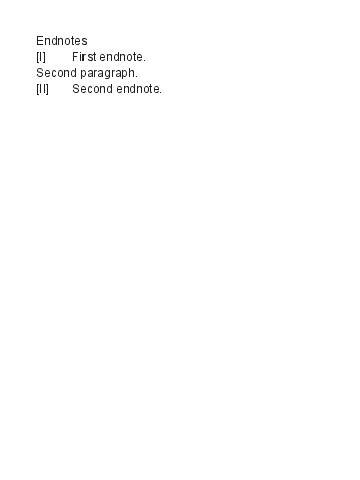 Endnotes
[I] First endnote.
Second paragraph.
[II] Second endnote.